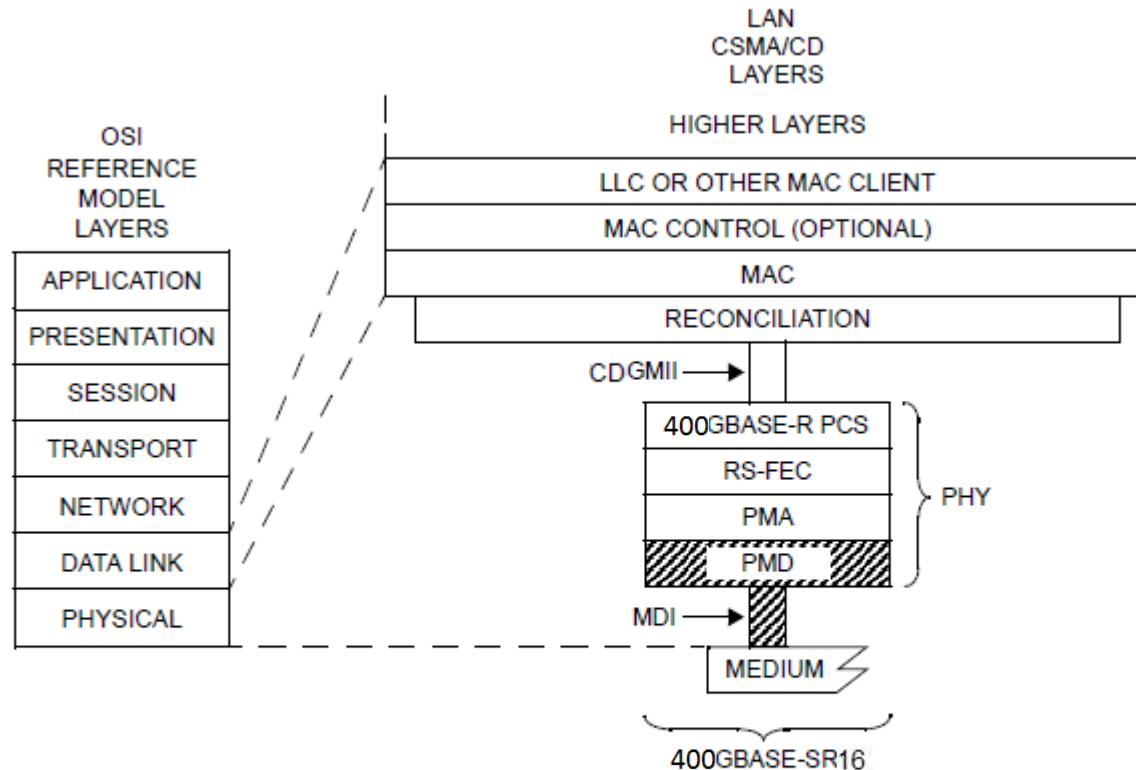 LAN
CSMA/CD
LAYERS
HIGHER LAYERS
OSI
REFERENCE
MODEL
LAYERS
LLC OR OTHER MAC CLIENT
MAC CONTROL (OPTIONAL)
MAC
RECONCILIATION
APPLICATION
PRESENTATION
SESSION
TRANSPORT
NETWORK
DATA LINK
PHYSICAL
CDGMII
400GBASE-R PCS
RS-FEC
PMA
PMD
PHY
MDI
MEDIUM
400GBASE-SR16